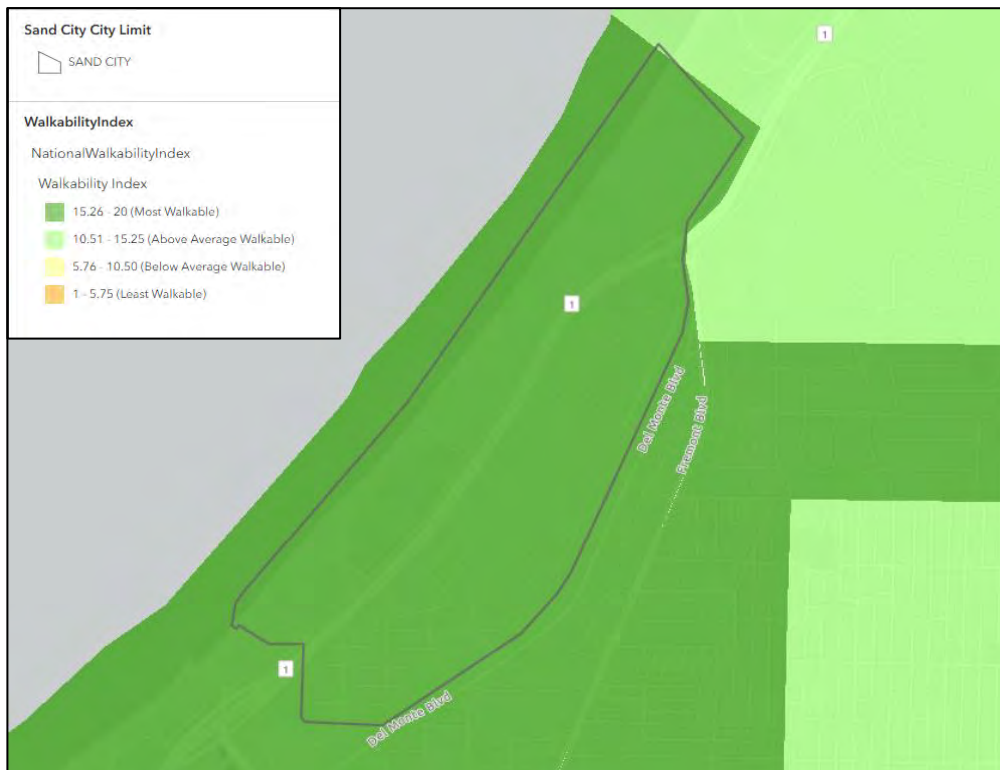 Sand City City Limit
SAND CITY
WalkabilityIndex
NationalWalkabilityIndex
Walkability Index
15.26 - 20 (Most Walkable)
10.51 - 15.25 (Above Average Walkable)
5.76 - 10.50 (Below Average Walkable)
1 - 5.75 (Least Walkable)
1
1
Del Monte Blvd
Fremont Blvd
1
Del Monte Blvd